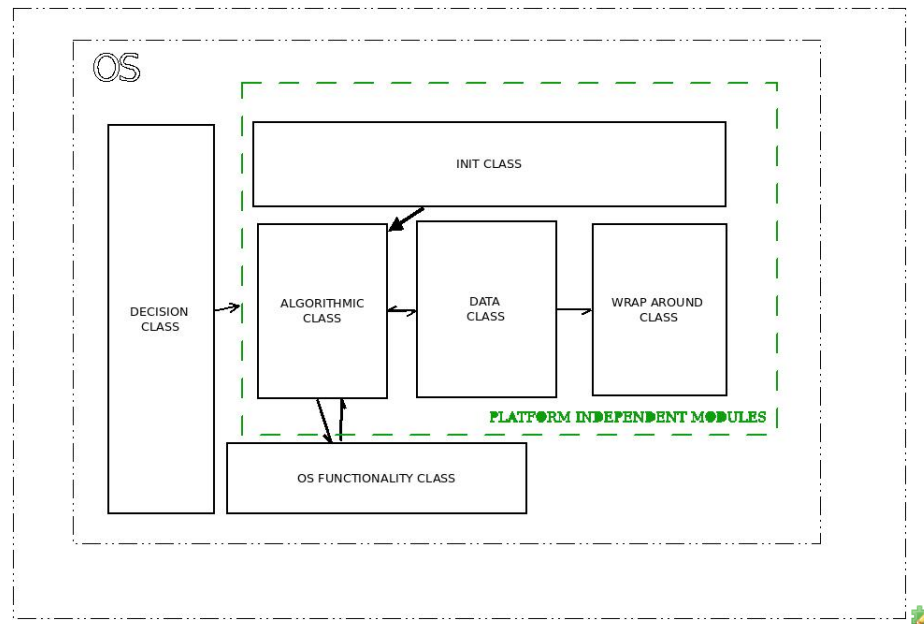 OS
INIT CLASS
DECISION
CLASS
ALGORITHMIC
CLASS
DATA
CLASS
WRAP AROUND
CLASS
PLATFORM INDEPENDENT MODULES
OS FUNCTIONALITY CLASS